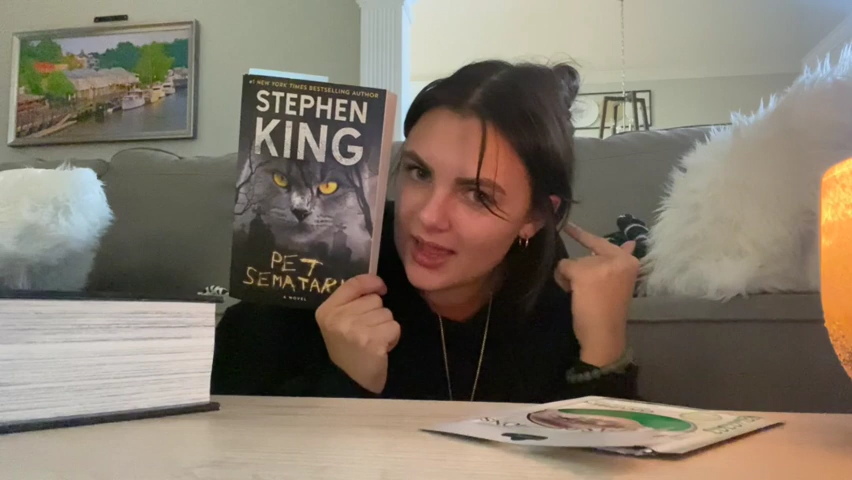 #1 NEW YORK TIMES BESTSELLING AUTHOR
STEPHEN
KING
PET
SEMATARY
A NOVEL